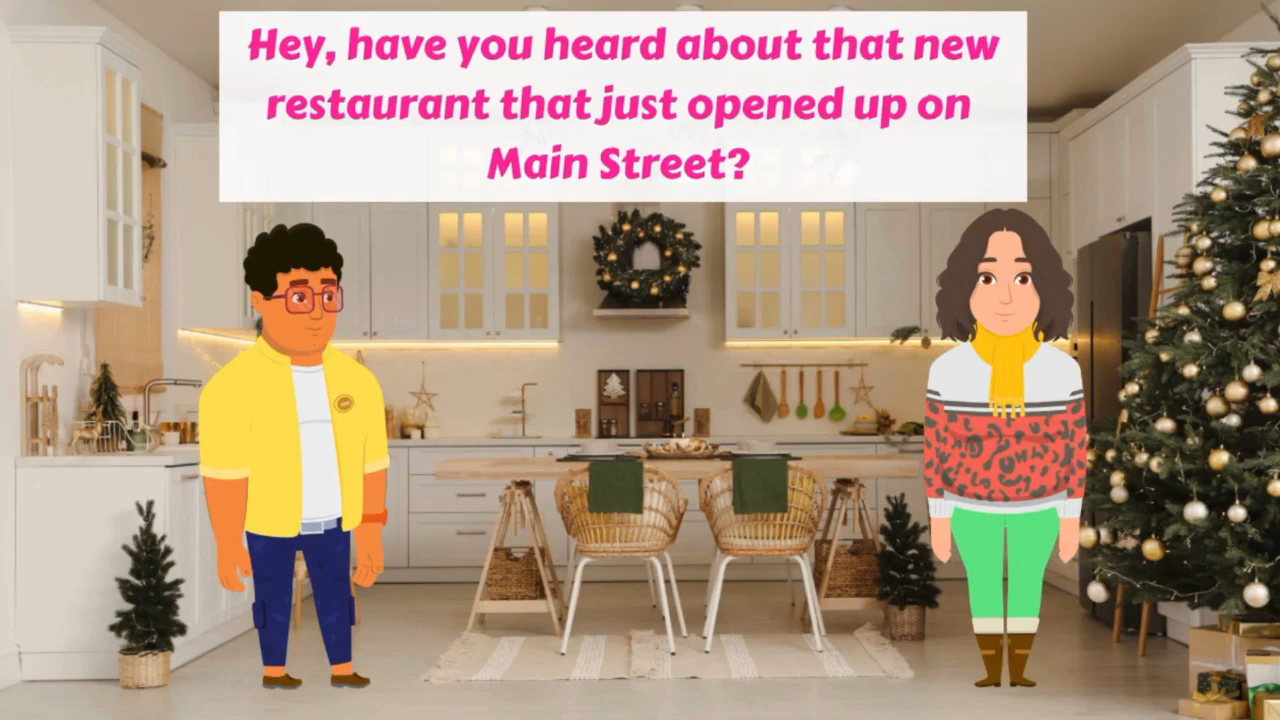 Hey, have you heard about that new
restaurant that just opened up on
Main Street?